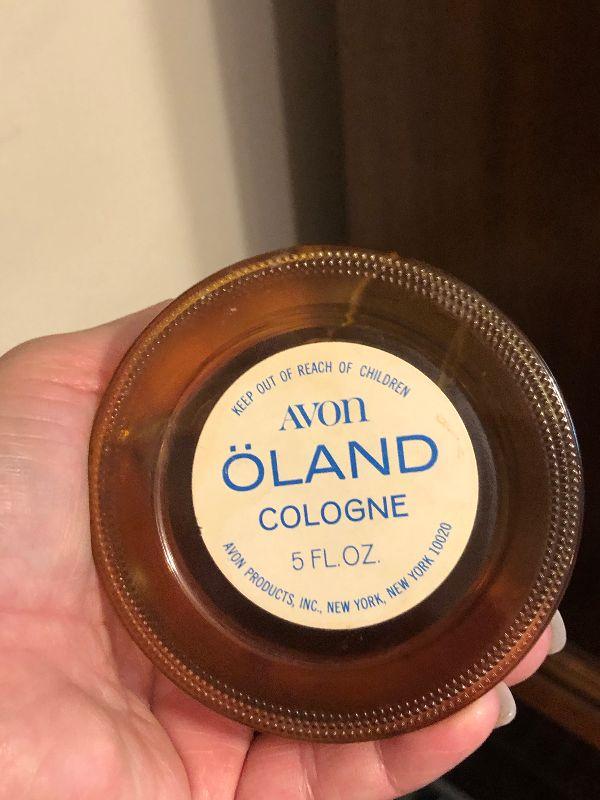 KEEP OUT OF REACH OF CHILDREN
AVON
ÖLAND
COLOGNE
5 FL. OZ.
AVON PRODUCTS, INC., NEW YORK, NEW YORK 10020